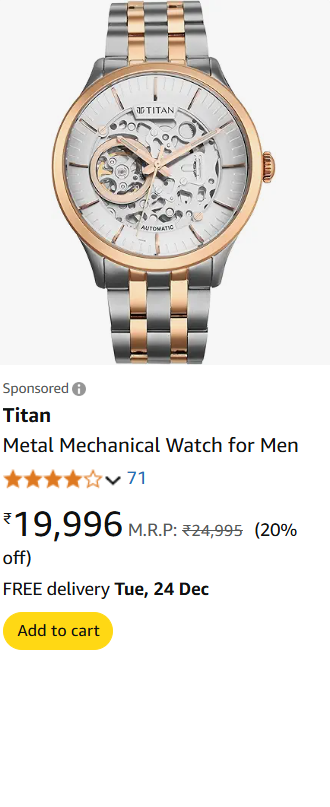 TITAN
AUTOMATIC
Sponsored
Titan
Metal Mechanical Watch for Men
71
₹19,996 M.R.P: ₹24,995 (20%
off)
FREE delivery Tue, 24 Dec
Add to cart